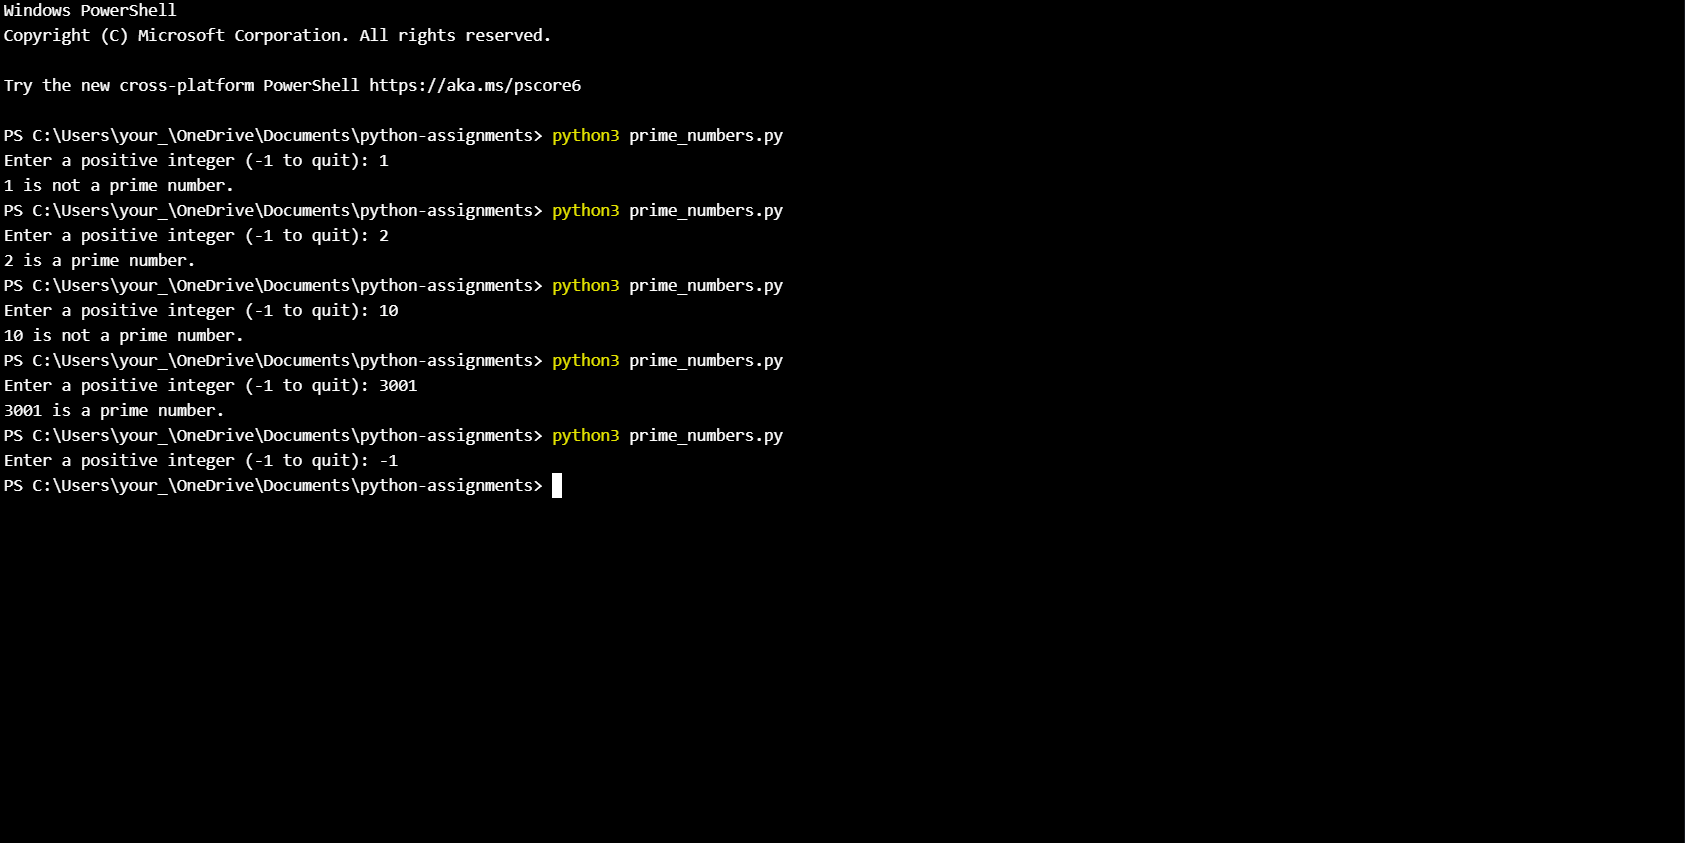 Windows PowerShell
Copyright (C) Microsoft Corporation. All rights reserved.
Try the new cross-platform PowerShell https://aka.ms/pscore6
PS C:\Users\your_\OneDrive\Documents\python-assignments> python3 prime_numbers.py
Enter a positive integer (-1 to quit): 1
1 is not a prime number.
PS C:\Users\your_\OneDrive\Documents\python-assignments> python3 prime_numbers.py
Enter a positive integer (-1 to quit): 2
2 is a prime number.
PS C:\Users\your_\OneDrive\Documents\python-assignments> python3 prime_numbers.py
Enter a positive integer (-1 to quit): 10
10 is not a prime number.
PS C:\Users\your_\OneDrive\Documents\python-assignments> python3 prime_numbers.py
Enter a positive integer (-1 to quit): 3001
3001 is a prime number.
PS C:\Users\your_\OneDrive\Documents\python-assignments> python3 prime_numbers.py
Enter a positive integer (-1 to quit): -1
PS C:\Users\your_\OneDrive\Documents\python-assignments>